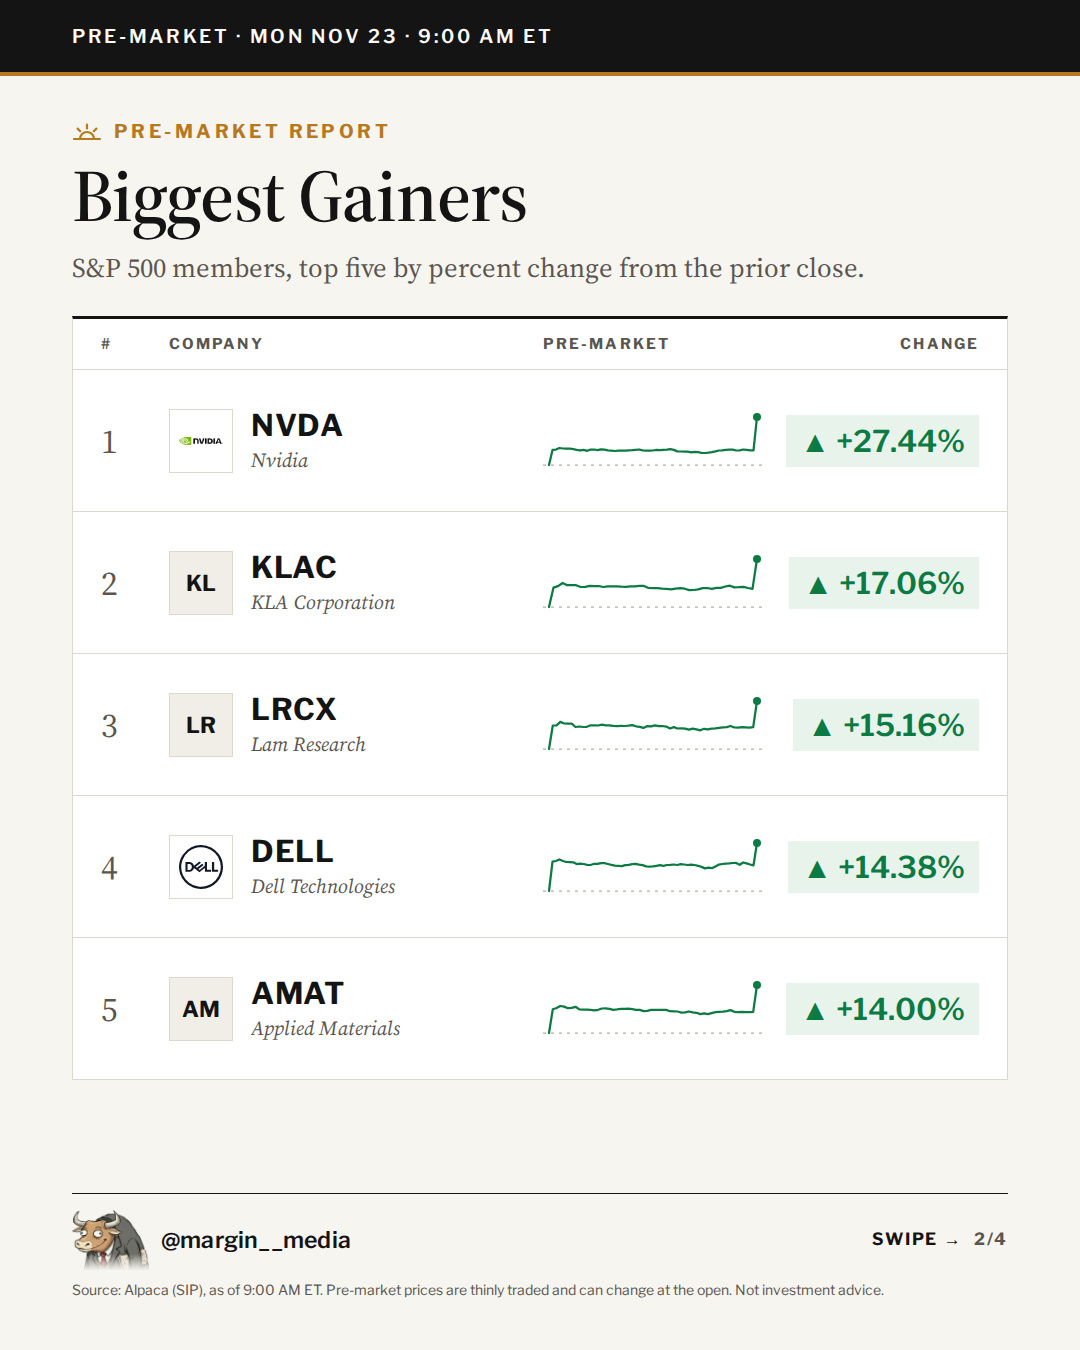 PRE-MARKET · MON NOV 23 · 9:00 AM ET
PRE-MARKET REPORT
Biggest Gainers
S&P 500 members, top five by percent change from the prior close.
# COMPANY PRE-MARKET CHANGE
1 NVIDIA NVDA ▲ +27.44%
Nvidia
2 KL KLAC ▲ +17.06%
KLA Corporation
3 LR LRCX ▲ +15.16%
Lam Research
4 DELL DELL ▲ +14.38%
Dell Technologies
5 AM AMAT ▲ +14.00%
Applied Materials
@margin__media SWIPE → 2/4
Source: Alpaca (SIP), as of 9:00 AM ET. Pre-market prices are thinly traded and can change at the open. Not investment advice.